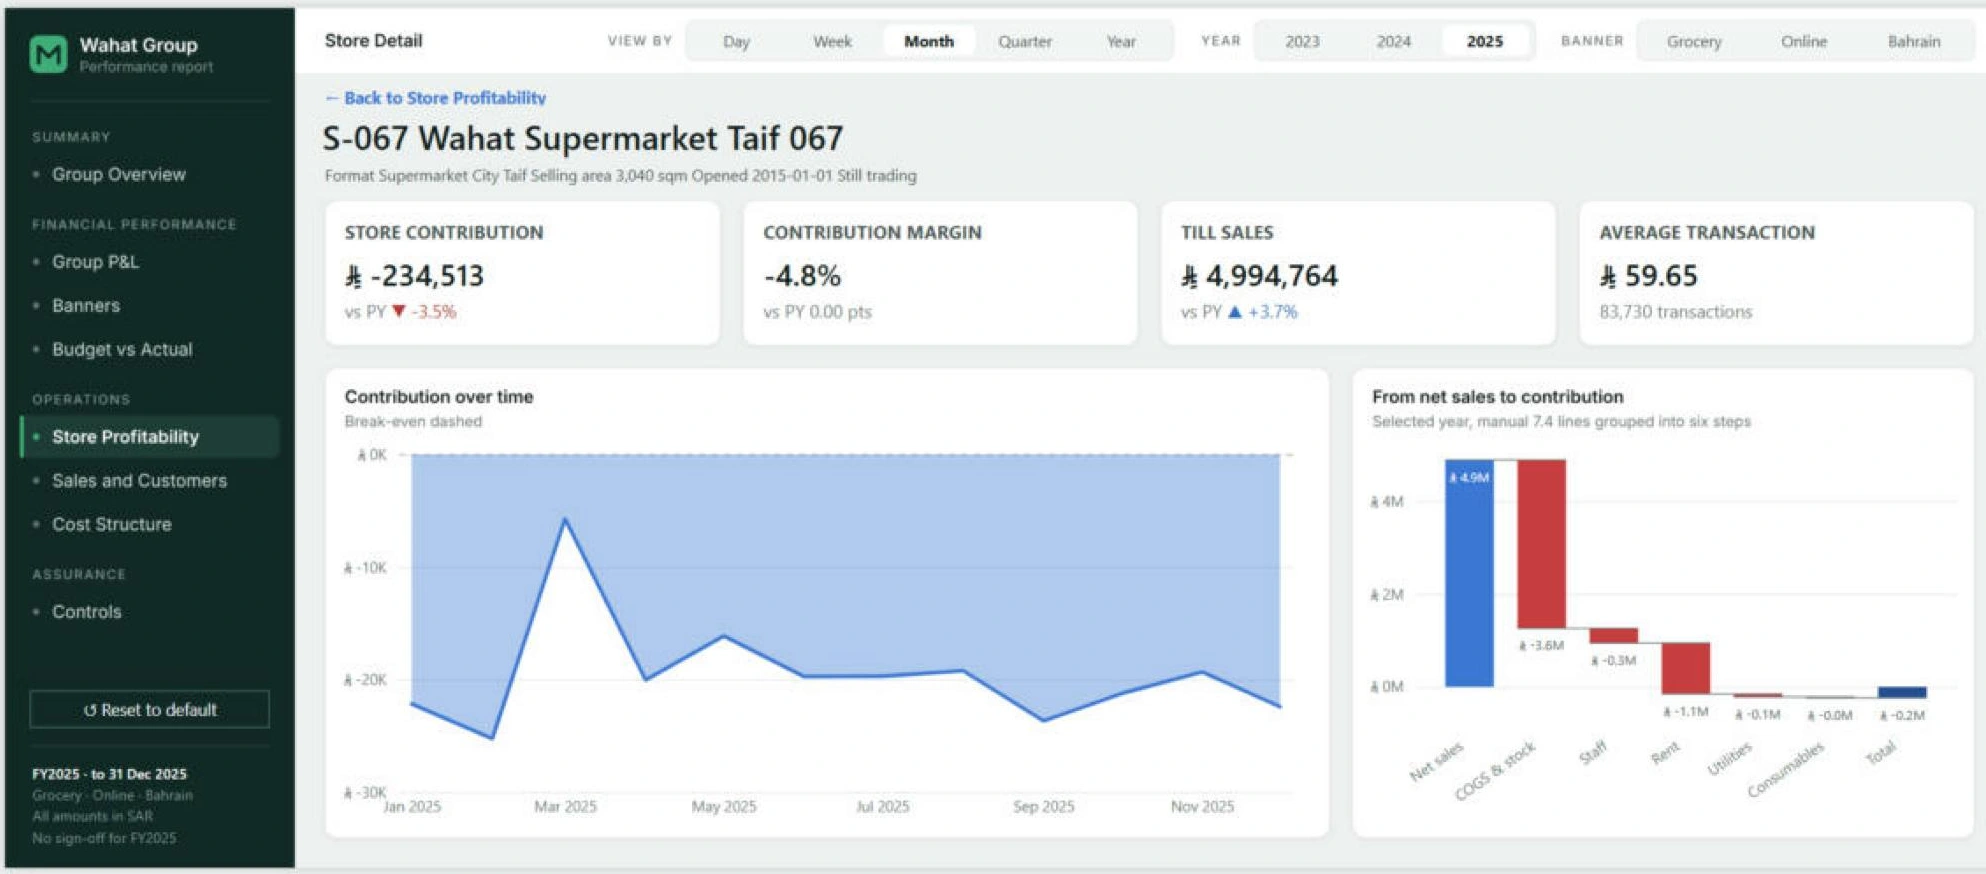 Wahat Group
Performance report
SUMMARY
Group Overview
FINANCIAL PERFORMANCE
Group P&L
Banners
Budget vs Actual
OPERATIONS
Store Profitability
Sales and Customers
Cost Structure
ASSURANCE
Controls
↺ Reset to default
FY2025 · to 31 Dec 2025
Grocery · Online · Bahrain
All amounts in SAR
No sign-off for FY2025
Store Detail VIEW BY Day Week Month Quarter Year YEAR 2023 2024 2025 BANNER Grocery Online Bahrain
← Back to Store Profitability
S-067 Wahat Supermarket Taif 067
Format Supermarket City Taif Selling area 3,040 sqm Opened 2015-01-01 Still trading
STORE CONTRIBUTION
⃁ -234,513
vs PY ▼ -3.5%
CONTRIBUTION MARGIN
-4.8%
vs PY 0.00 pts
TILL SALES
⃁ 4,994,764
vs PY ▲ +3.7%
AVERAGE TRANSACTION
⃁ 59.65
83,730 transactions
Contribution over time
Break-even dashed
⃁ 0K
⃁ -10K
⃁ -20K
⃁ -30K
Jan 2025 Mar 2025 May 2025 Jul 2025 Sep 2025 Nov 2025
From net sales to contribution
Selected year, manual 7.4 lines grouped into six steps
⃁ 4M
⃁ 2M
⃁ 0M
⃁ 4.9M
⃁ -3.6M
⃁ -0.3M
⃁ -1.1M
⃁ -0.1M
⃁ -0.0M
⃁ -0.2M
Net sales
COGS & stock
Staff
Rent
Utilities
Consumables
Total